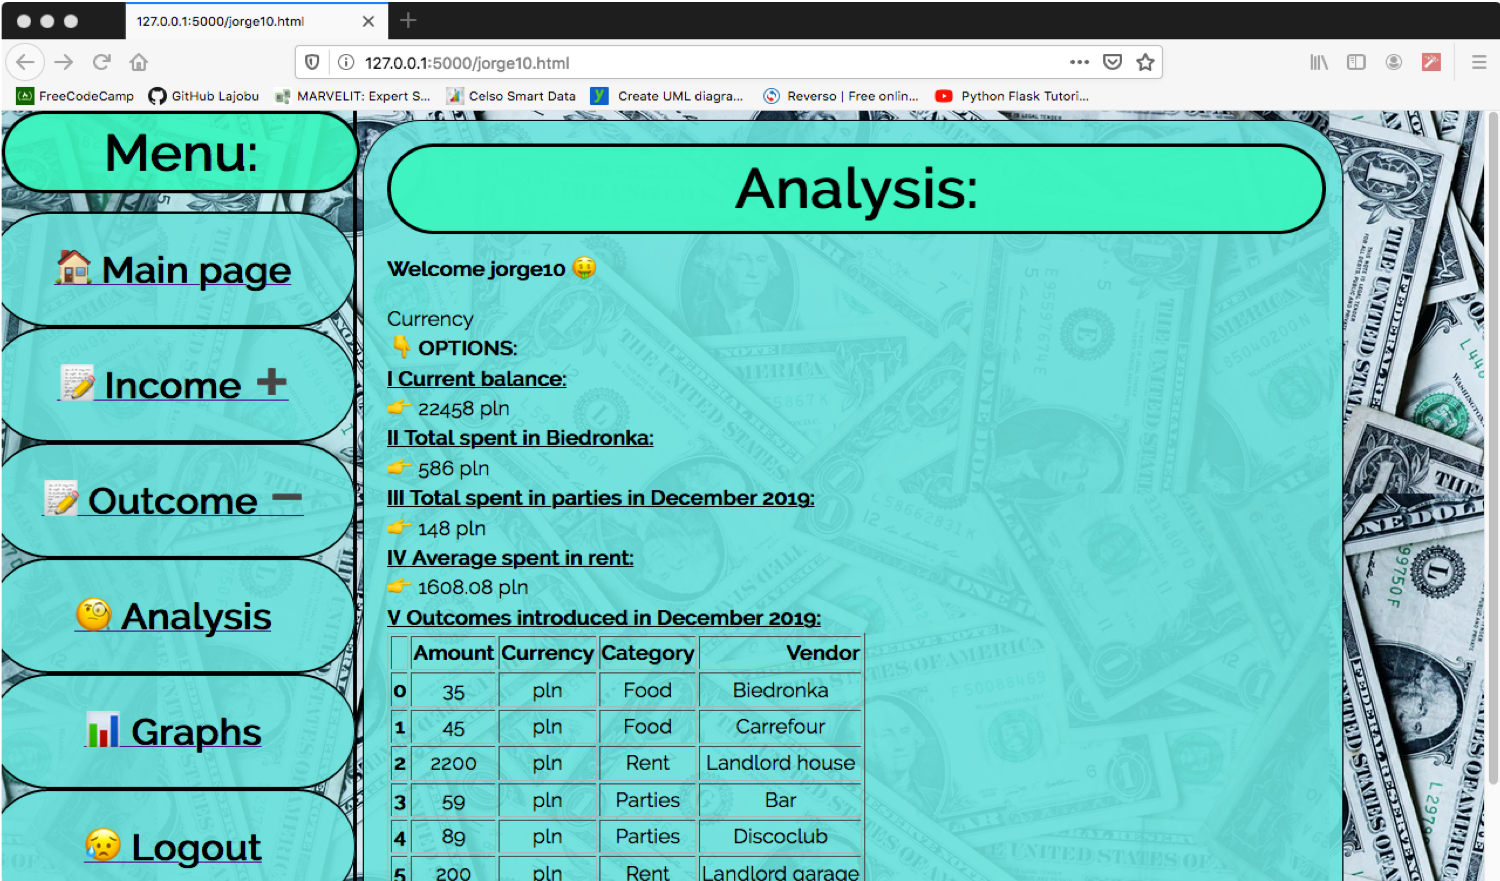 127.0.0.1:5000/jorge10.html
127.0.0.1:5000/jorge10.html
FreeCodeCamp GitHub Lajobu MARVELIT: Expert S... Celso Smart Data Create UML diagra... Reverso | Free onlin... Python Flask Tutori...
Menu:
Main page
Income
Outcome
Analysis
Graphs
Logout
Analysis:
Welcome jorge10
Currency
OPTIONS:
I Current balance:
22458 pln
II Total spent in Biedronka:
586 pln
III Total spent in parties in December 2019:
148 pln
IV Average spent in rent:
1608.08 pln
V Outcomes introduced in December 2019:
Amount Currency Category Vendor
0 35 pln Food Biedronka
1 45 pln Food Carrefour
2 2200 pln Rent Landlord house
3 59 pln Parties Bar
4 89 pln Parties Discoclub
5 200 pln Rent Landlord garage